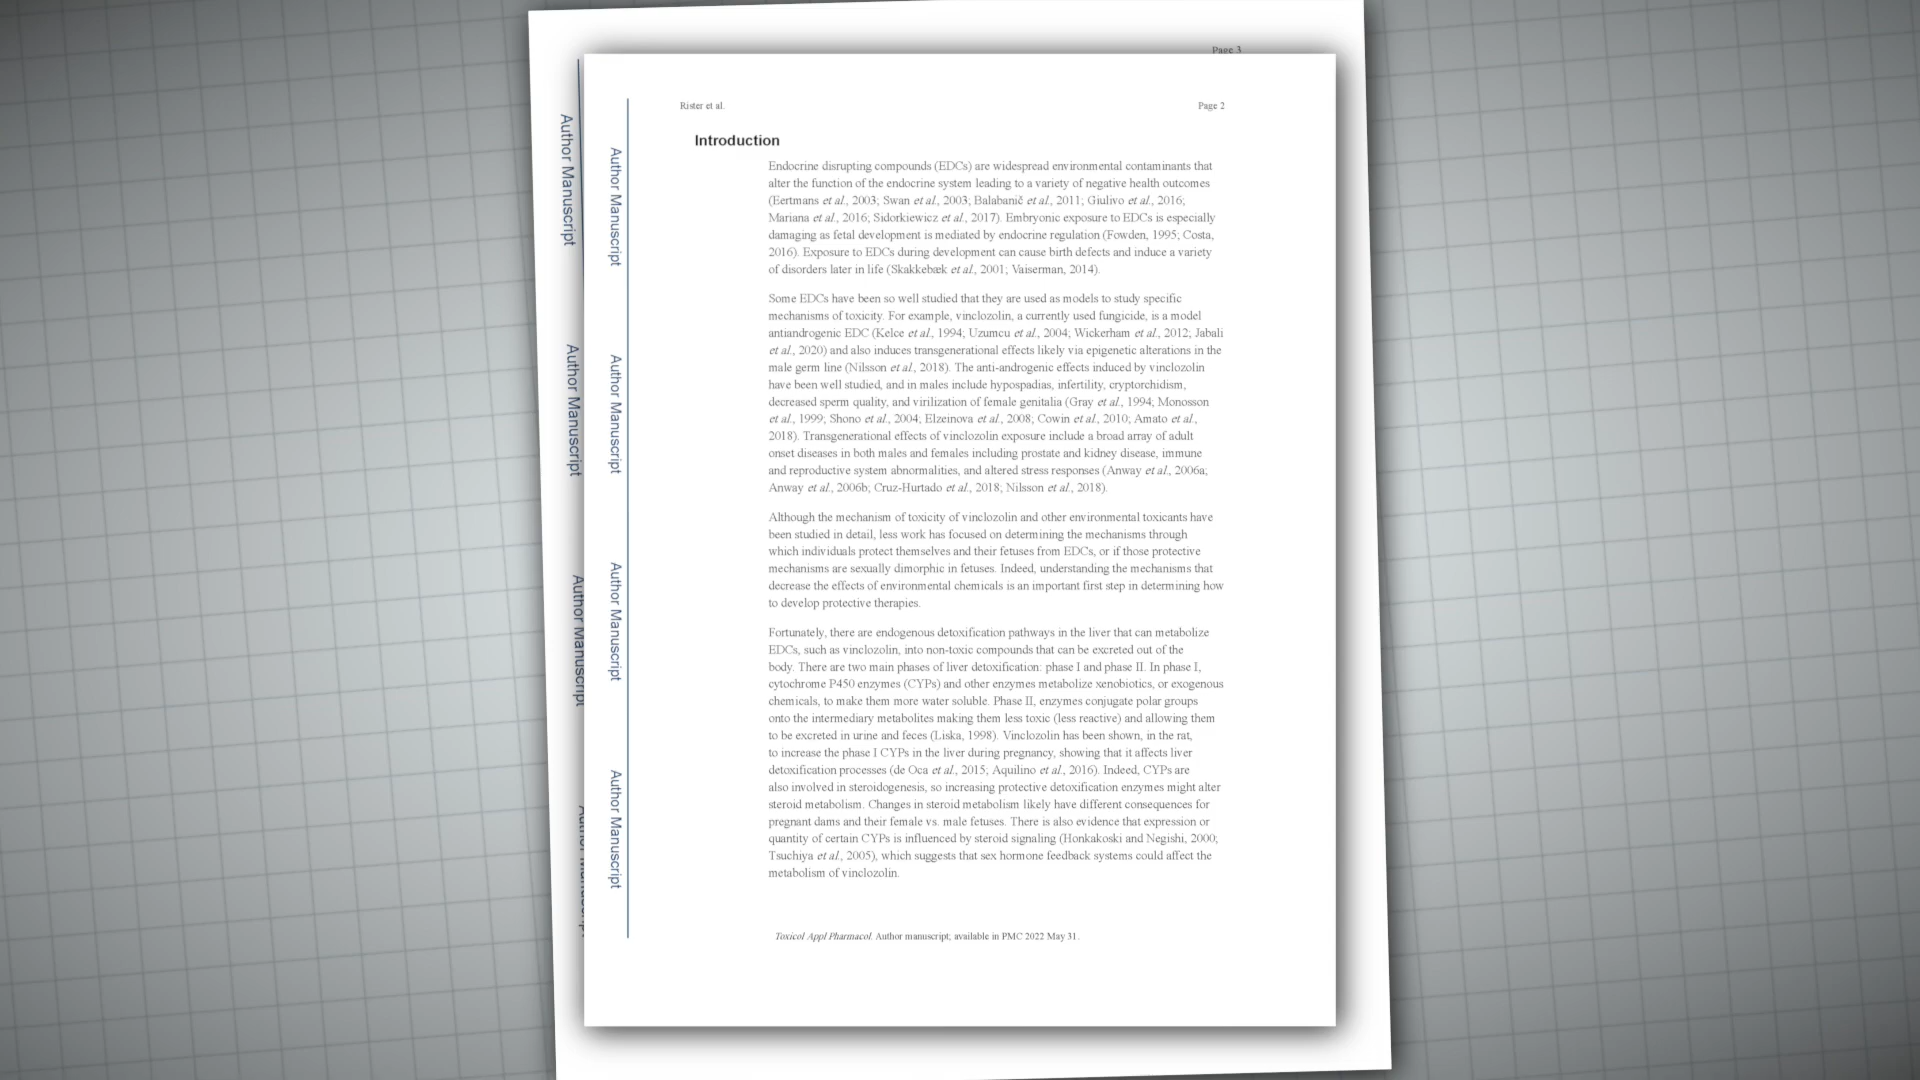 Page 3
Rister et al.
Page 2
Introduction
Endocrine disrupting compounds (EDCs) are widespread environmental contaminants that
alter the function of the endocrine system leading to a variety of negative health outcomes
(Eertmans et al., 2003; Swan et al., 2003; Balabanič et al., 2011; Giulivo et al., 2016;
Mariana et al., 2016; Sidorkiewicz et al., 2017). Embryonic exposure to EDCs is especially
damaging as fetal development is mediated by endocrine regulation (Fowden, 1995; Costa,
2016). Exposure to EDCs during development can cause birth defects and induce a variety
of disorders later in life (Skakkebæk et al., 2001; Vaiserman, 2014).
Some EDCs have been so well studied that they are used as models to study specific
mechanisms of toxicity. For example, vinclozolin, a currently used fungicide, is a model
antiandrogenic EDC (Kelce et al., 1994; Uzumcu et al., 2004; Wickerham et al., 2012; Jabali
et al., 2020) and also induces transgenerational effects likely via epigenetic alterations in the
male germ line (Nilsson et al., 2018). The anti-androgenic effects induced by vinclozolin
have been well studied, and in males include hypospadias, infertility, cryptorchidism,
decreased sperm quality, and virilization of female genitalia (Gray et al., 1994; Monosson
et al., 1999; Shono et al., 2004; Elzeinova et al., 2008; Cowin et al., 2010; Amato et al.,
2018). Transgenerational effects of vinclozolin exposure include a broad array of adult
onset diseases in both males and females including prostate and kidney disease, immune
and reproductive system abnormalities, and altered stress responses (Anway et al., 2006a;
Anway et al., 2006b; Cruz-Hurtado et al., 2018; Nilsson et al., 2018).
Although the mechanism of toxicity of vinclozolin and other environmental toxicants have
been studied in detail, less work has focused on determining the mechanisms through
which individuals protect themselves and their fetuses from EDCs, or if those protective
mechanisms are sexually dimorphic in fetuses. Indeed, understanding the mechanisms that
decrease the effects of environmental chemicals is an important first step in determining how
to develop protective therapies.
Fortunately, there are endogenous detoxification pathways in the liver that can metabolize
EDCs, such as vinclozolin, into non-toxic compounds that can be excreted out of the
body. There are two main phases of liver detoxification: phase I and phase II. In phase I,
cytochrome P450 enzymes (CYPs) and other enzymes metabolize xenobiotics, or exogenous
chemicals, to make them more water soluble. Phase II, enzymes conjugate polar groups
onto the intermediary metabolites making them less toxic (less reactive) and allowing them
to be excreted in urine and feces (Liska, 1998). Vinclozolin has been shown, in the rat,
to increase the phase I CYPs in the liver during pregnancy, showing that it affects liver
detoxification processes (de Oca et al., 2015; Aquilino et al., 2016). Indeed, CYPs are
also involved in steroidogenesis, so increasing protective detoxification enzymes might alter
steroid metabolism. Changes in steroid metabolism likely have different consequences for
pregnant dams and their female vs. male fetuses. There is also evidence that expression or
quantity of certain CYPs is influenced by steroid signaling (Honkakoski and Negishi, 2000;
Tsuchiya et al., 2005), which suggests that sex hormone feedback systems could affect the
metabolism of vinclozolin.
Toxicol Appl Pharmacol. Author manuscript; available in PMC 2022 May 31.
Author Manuscript
Author Manuscript
Author Manuscript
Author Manuscript
Author Manuscript
Author Manuscript
Author Manuscript